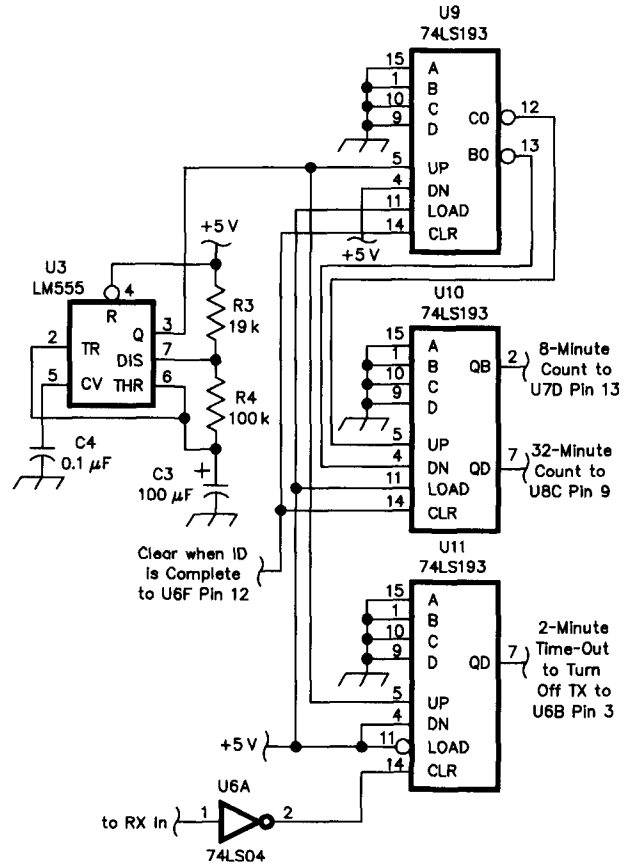 U9
74LS193
15
1
10
9
A
B
C
D
CO
12
BO
13
5
4
11
14
UP
DN
LOAD
CLR
+5V
+5V
U3
LM555
4
R
Q
3
2
TR
DIS
7
5
CV
THR
6
R3
19k
R4
100k
C4
0.1 µF
C3
100 µF
+
U10
74LS193
15
1
10
9
A
B
C
D
QB
2
8-Minute
Count to
U7D Pin 13
5
4
11
14
UP
DN
LOAD
CLR
QD
7
32-Minute
Count to
U8C Pin 9
Clear when ID
is Complete
to U6F Pin 12
U11
74LS193
15
1
10
9
A
B
C
D
QD
7
2-Minute
Time-Out
to Turn
Off TX to
U6B Pin 3
5
4
11
14
UP
DN
LOAD
CLR
+5V
U6A
to RX In
1
2
74LS04